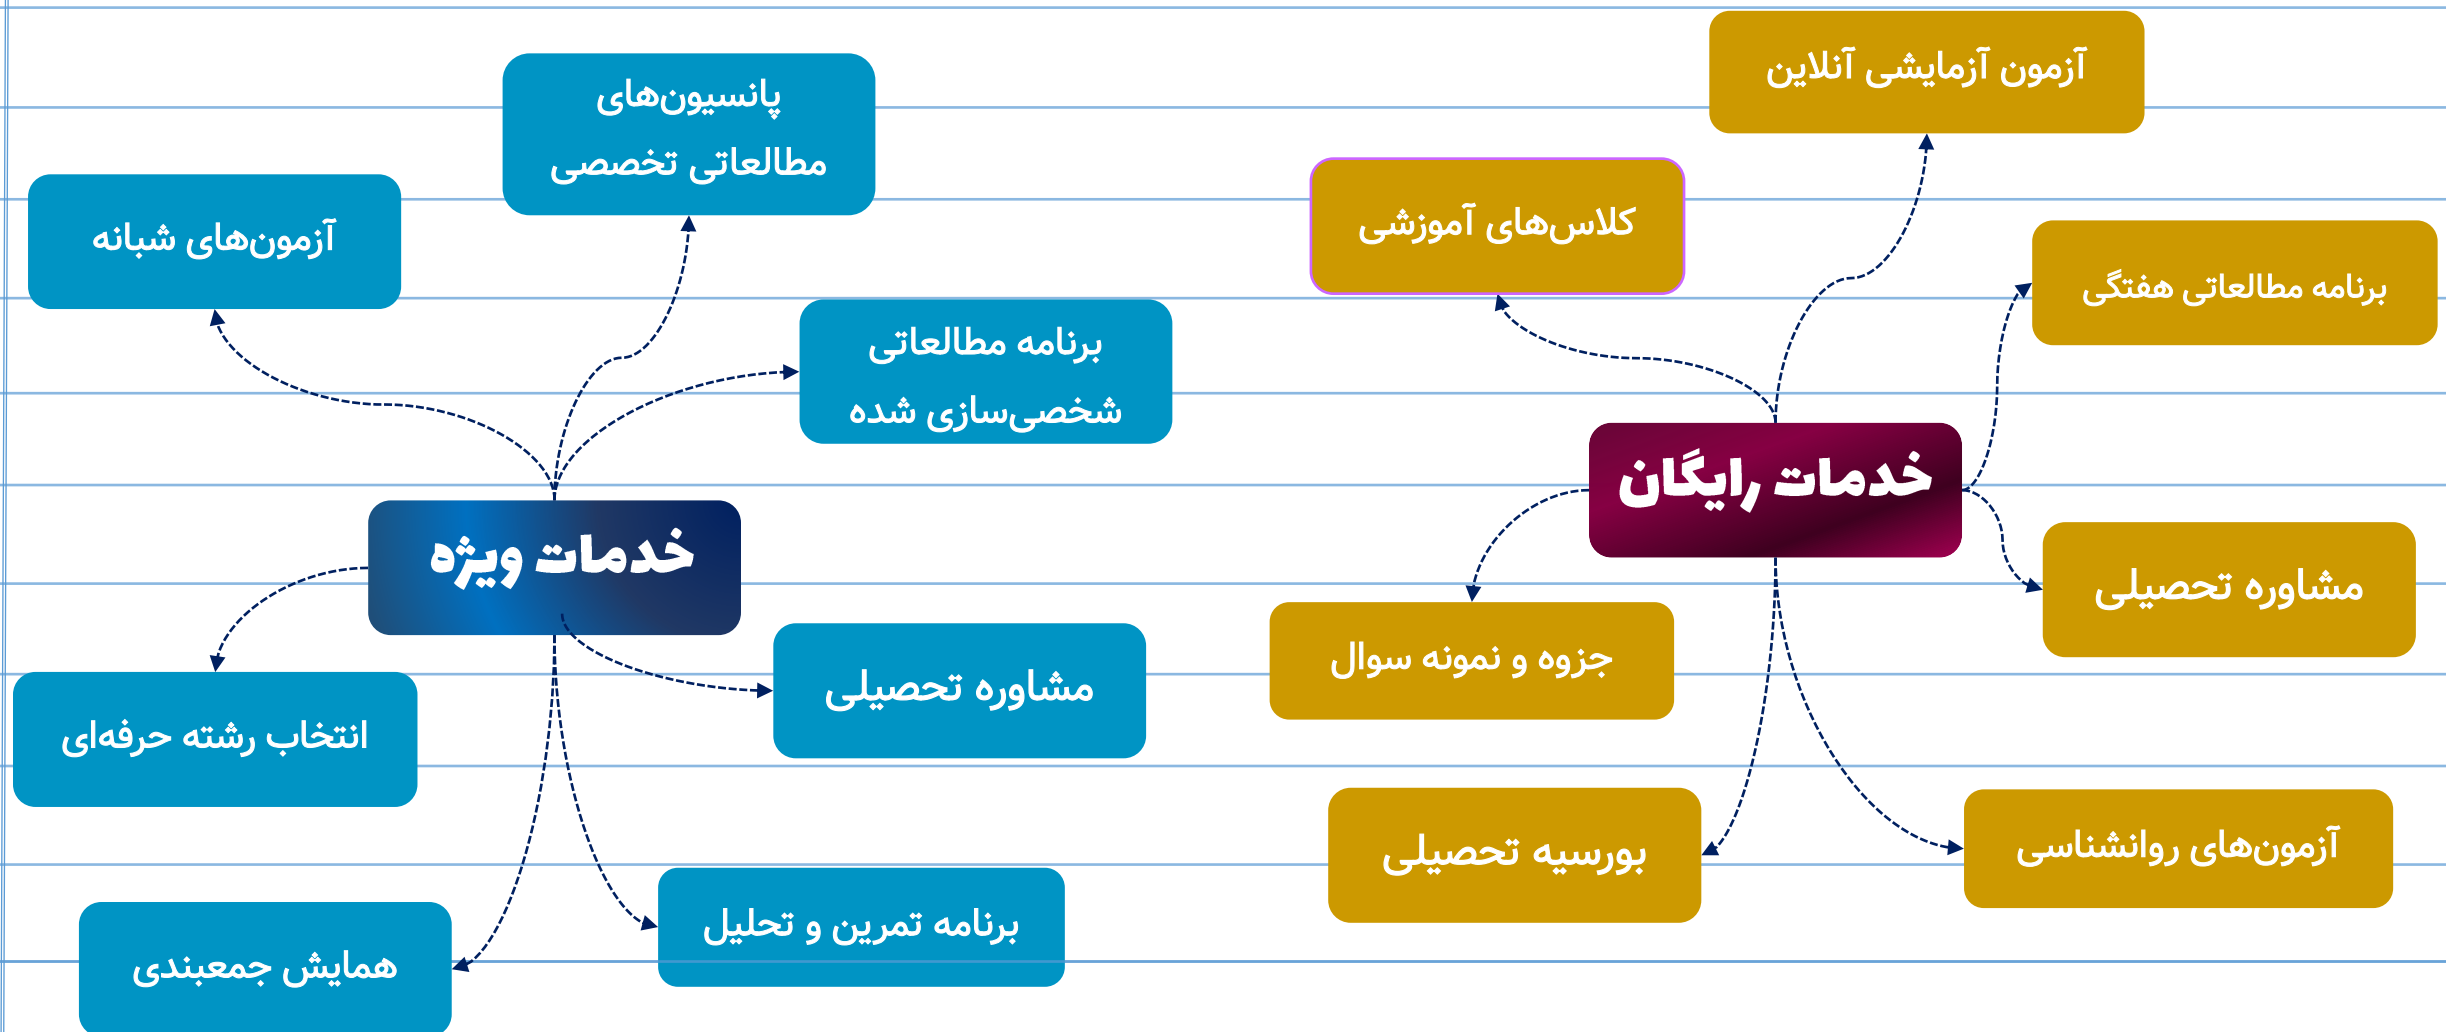 آزمون آزمایشی آنلاین
کلاس‌های آموزشی
برنامه مطالعاتی هفتگی
خدمات رایگان
مشاوره تحصیلی
جزوه و نمونه سوال
بورسیه تحصیلی
آزمون‌های روانشناسی
پانسیون‌های
مطالعاتی تخصصی
آزمون‌های شبانه
برنامه مطالعاتی
شخصی‌سازی شده
خدمات ویژه
مشاوره تحصیلی
انتخاب رشته حرفه‌ای
برنامه تمرین و تحلیل
همایش جمعبندی